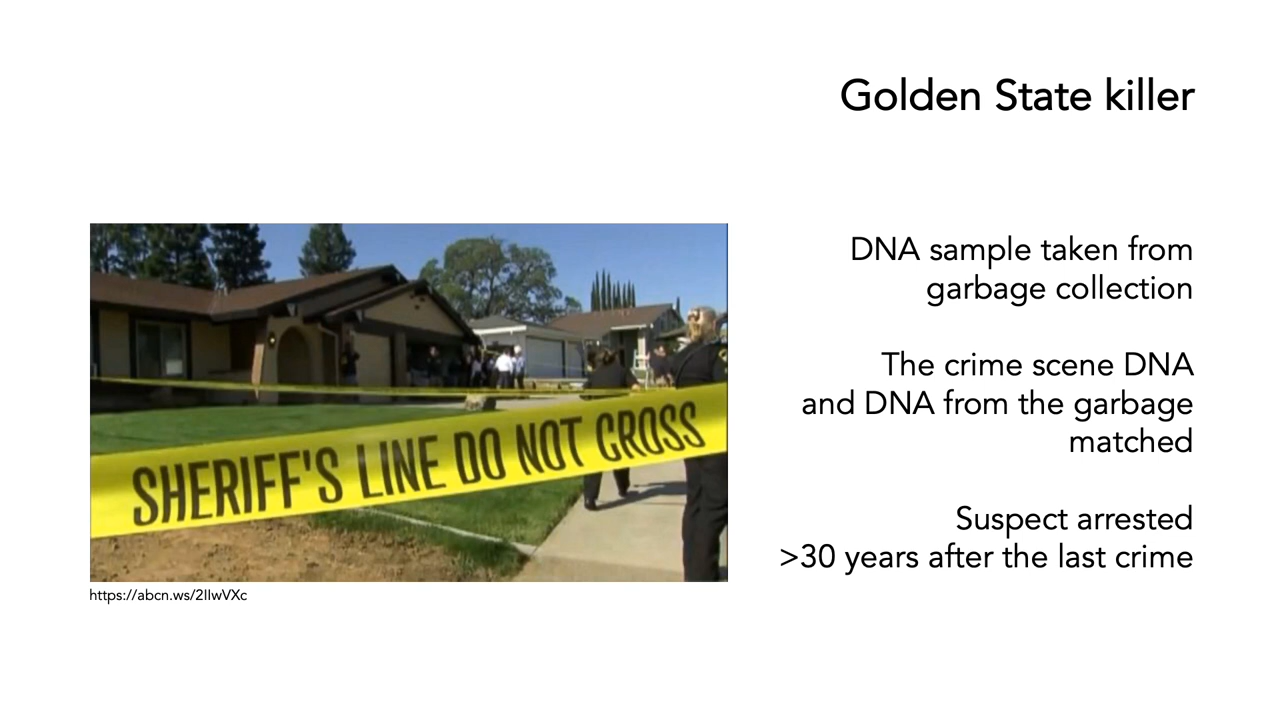 Golden State killer
DNA sample taken from
garbage collection
The crime scene DNA
and DNA from the garbage
matched
Suspect arrested
>30 years after the last crime
SHERIFF'S LINE DO NOT CROSS
https://abcn.ws/2IIwVXc